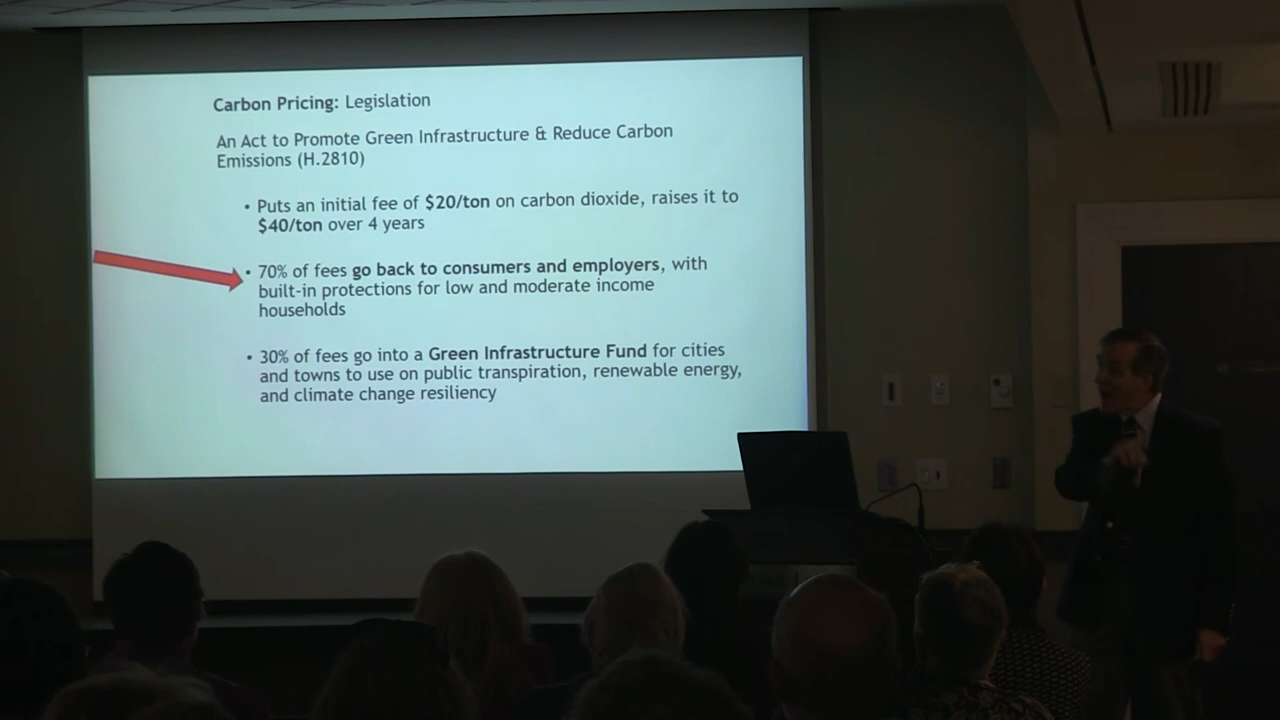 Carbon Pricing: Legislation
An Act to Promote Green Infrastructure & Reduce Carbon
Emissions (H.2810)
• Puts an initial fee of $20/ton on carbon dioxide, raises it to
$40/ton over 4 years
• 70% of fees go back to consumers and employers, with
built-in protections for low and moderate income
households
• 30% of fees go into a Green Infrastructure Fund for cities
and towns to use on public transpiration, renewable energy,
and climate change resiliency